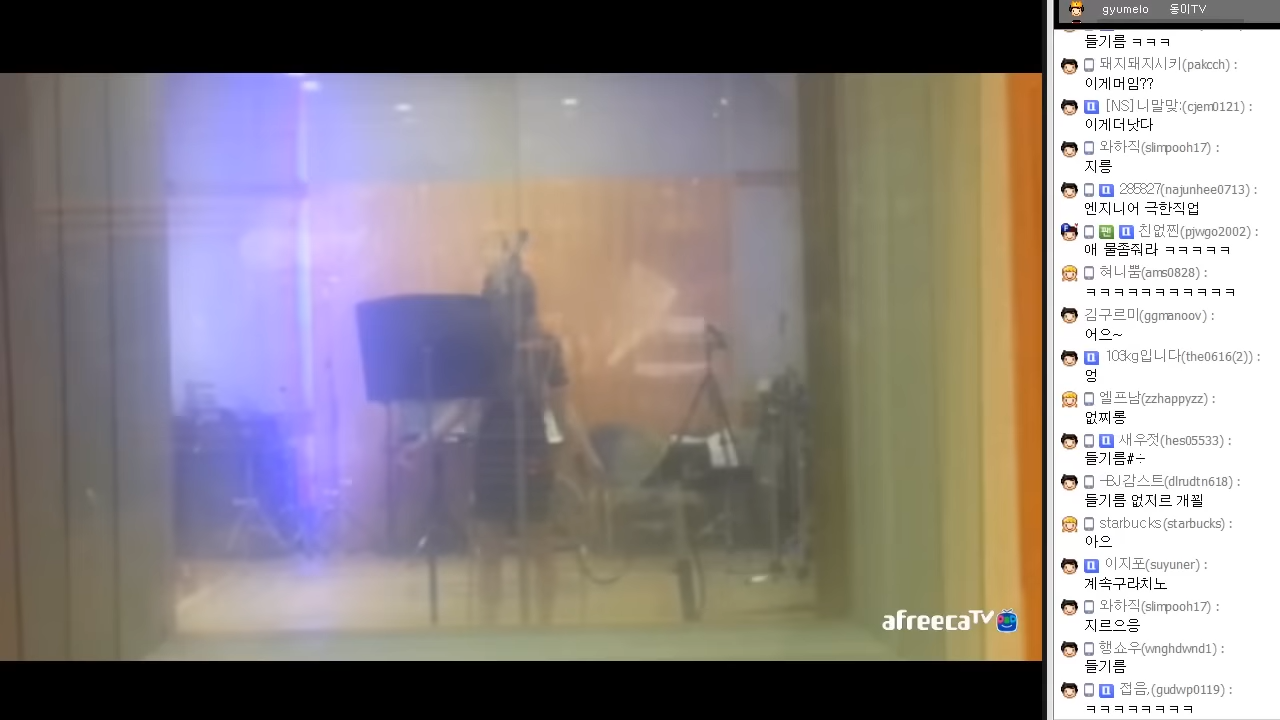 gyumelo 동이TV
들기름 ㅋㅋㅋ
돼지돼지시키(pakcch) :
이게머임??
[NS]니말맞:(cjem0121) :
이게더낫다
와하직(slimpooh17) :
지릉
285827(najunhee0713) :
엔지니어 극한직업
팬 친없찐(pjwgo2002) :
애 물좀줘라 ㅋㅋㅋㅋㅋ
혀니뿜(ams0828) :
ㅋㅋㅋㅋㅋㅋㅋㅋㅋㅋㅋ
김구르미(ggmanoov) :
어으~
103kg입니다(the0616(2)) :
멍
엘프남(zzhappyzz) :
없찌롱
새우젓(hes05533) :
들기름#÷
-BJ감스트(dlrudtn618) :
들기름 없지르 개꿀
starbucks(starbucks) :
아으
이지포(suyuner) :
계속구라치노
와하직(slimpooh17) :
지르으응
행쇼우(wnghdwnd1) :
들기름
접음,(gudwp0119) :
ㅋㅋㅋㅋㅋㅋㅋㅋ
afreecaTV